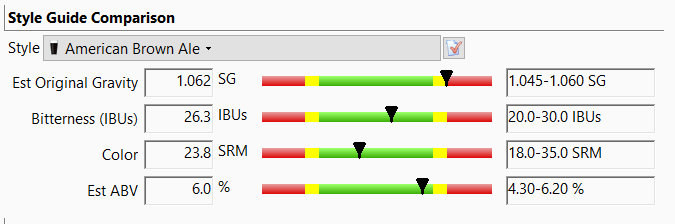 Style Guide Comparison
Style American Brown Ale
Est Original Gravity 1.062 SG 1.045-1.060 SG
Bitterness (IBUs) 26.3 IBUs 20.0-30.0 IBUs
Color 23.8 SRM 18.0-35.0 SRM
Est ABV 6.0 % 4.30-6.20 %